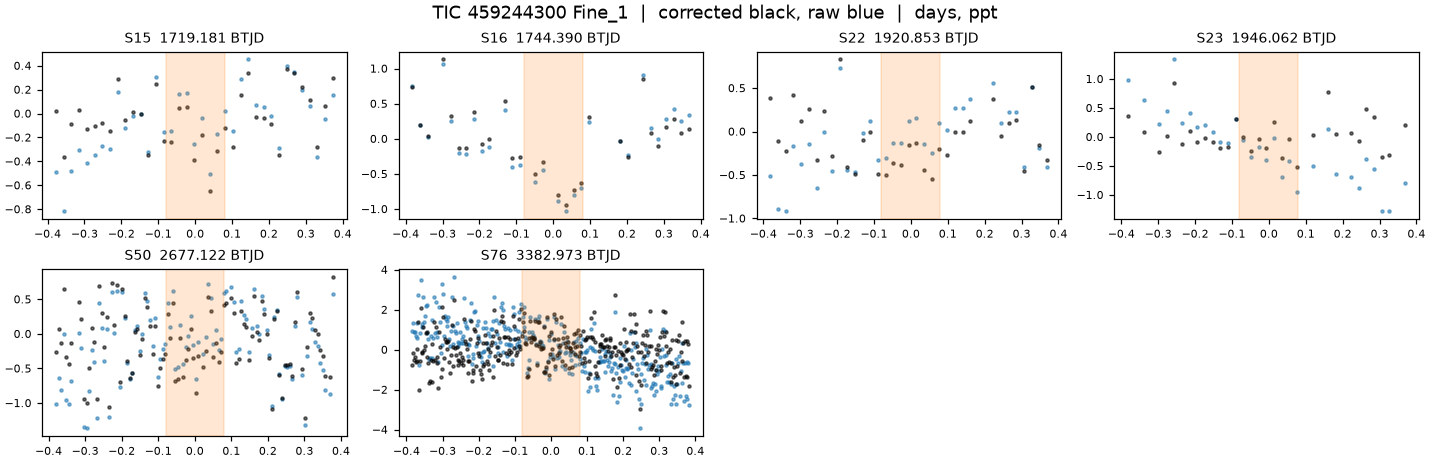 TIC 459244300 Fine_1 | corrected black, raw blue | days, ppt
S15 1719.181 BTJD
S16 1744.390 BTJD
S22 1920.853 BTJD
S23 1946.062 BTJD
0.4
0.2
0.0
−0.2
−0.4
−0.6
−0.8
−0.4 −0.3 −0.2 −0.1 0.0 0.1 0.2 0.3 0.4
1.0
0.5
0.0
−0.5
−1.0
−0.4 −0.3 −0.2 −0.1 0.0 0.1 0.2 0.3 0.4
0.5
0.0
−0.5
−1.0
−0.4 −0.3 −0.2 −0.1 0.0 0.1 0.2 0.3 0.4
1.0
0.5
0.0
−0.5
−1.0
−0.4 −0.3 −0.2 −0.1 0.0 0.1 0.2 0.3 0.4
S50 2677.122 BTJD
S76 3382.973 BTJD
0.5
0.0
−0.5
−1.0
−0.4 −0.3 −0.2 −0.1 0.0 0.1 0.2 0.3 0.4
4
2
0
−2
−4
−0.4 −0.3 −0.2 −0.1 0.0 0.1 0.2 0.3 0.4